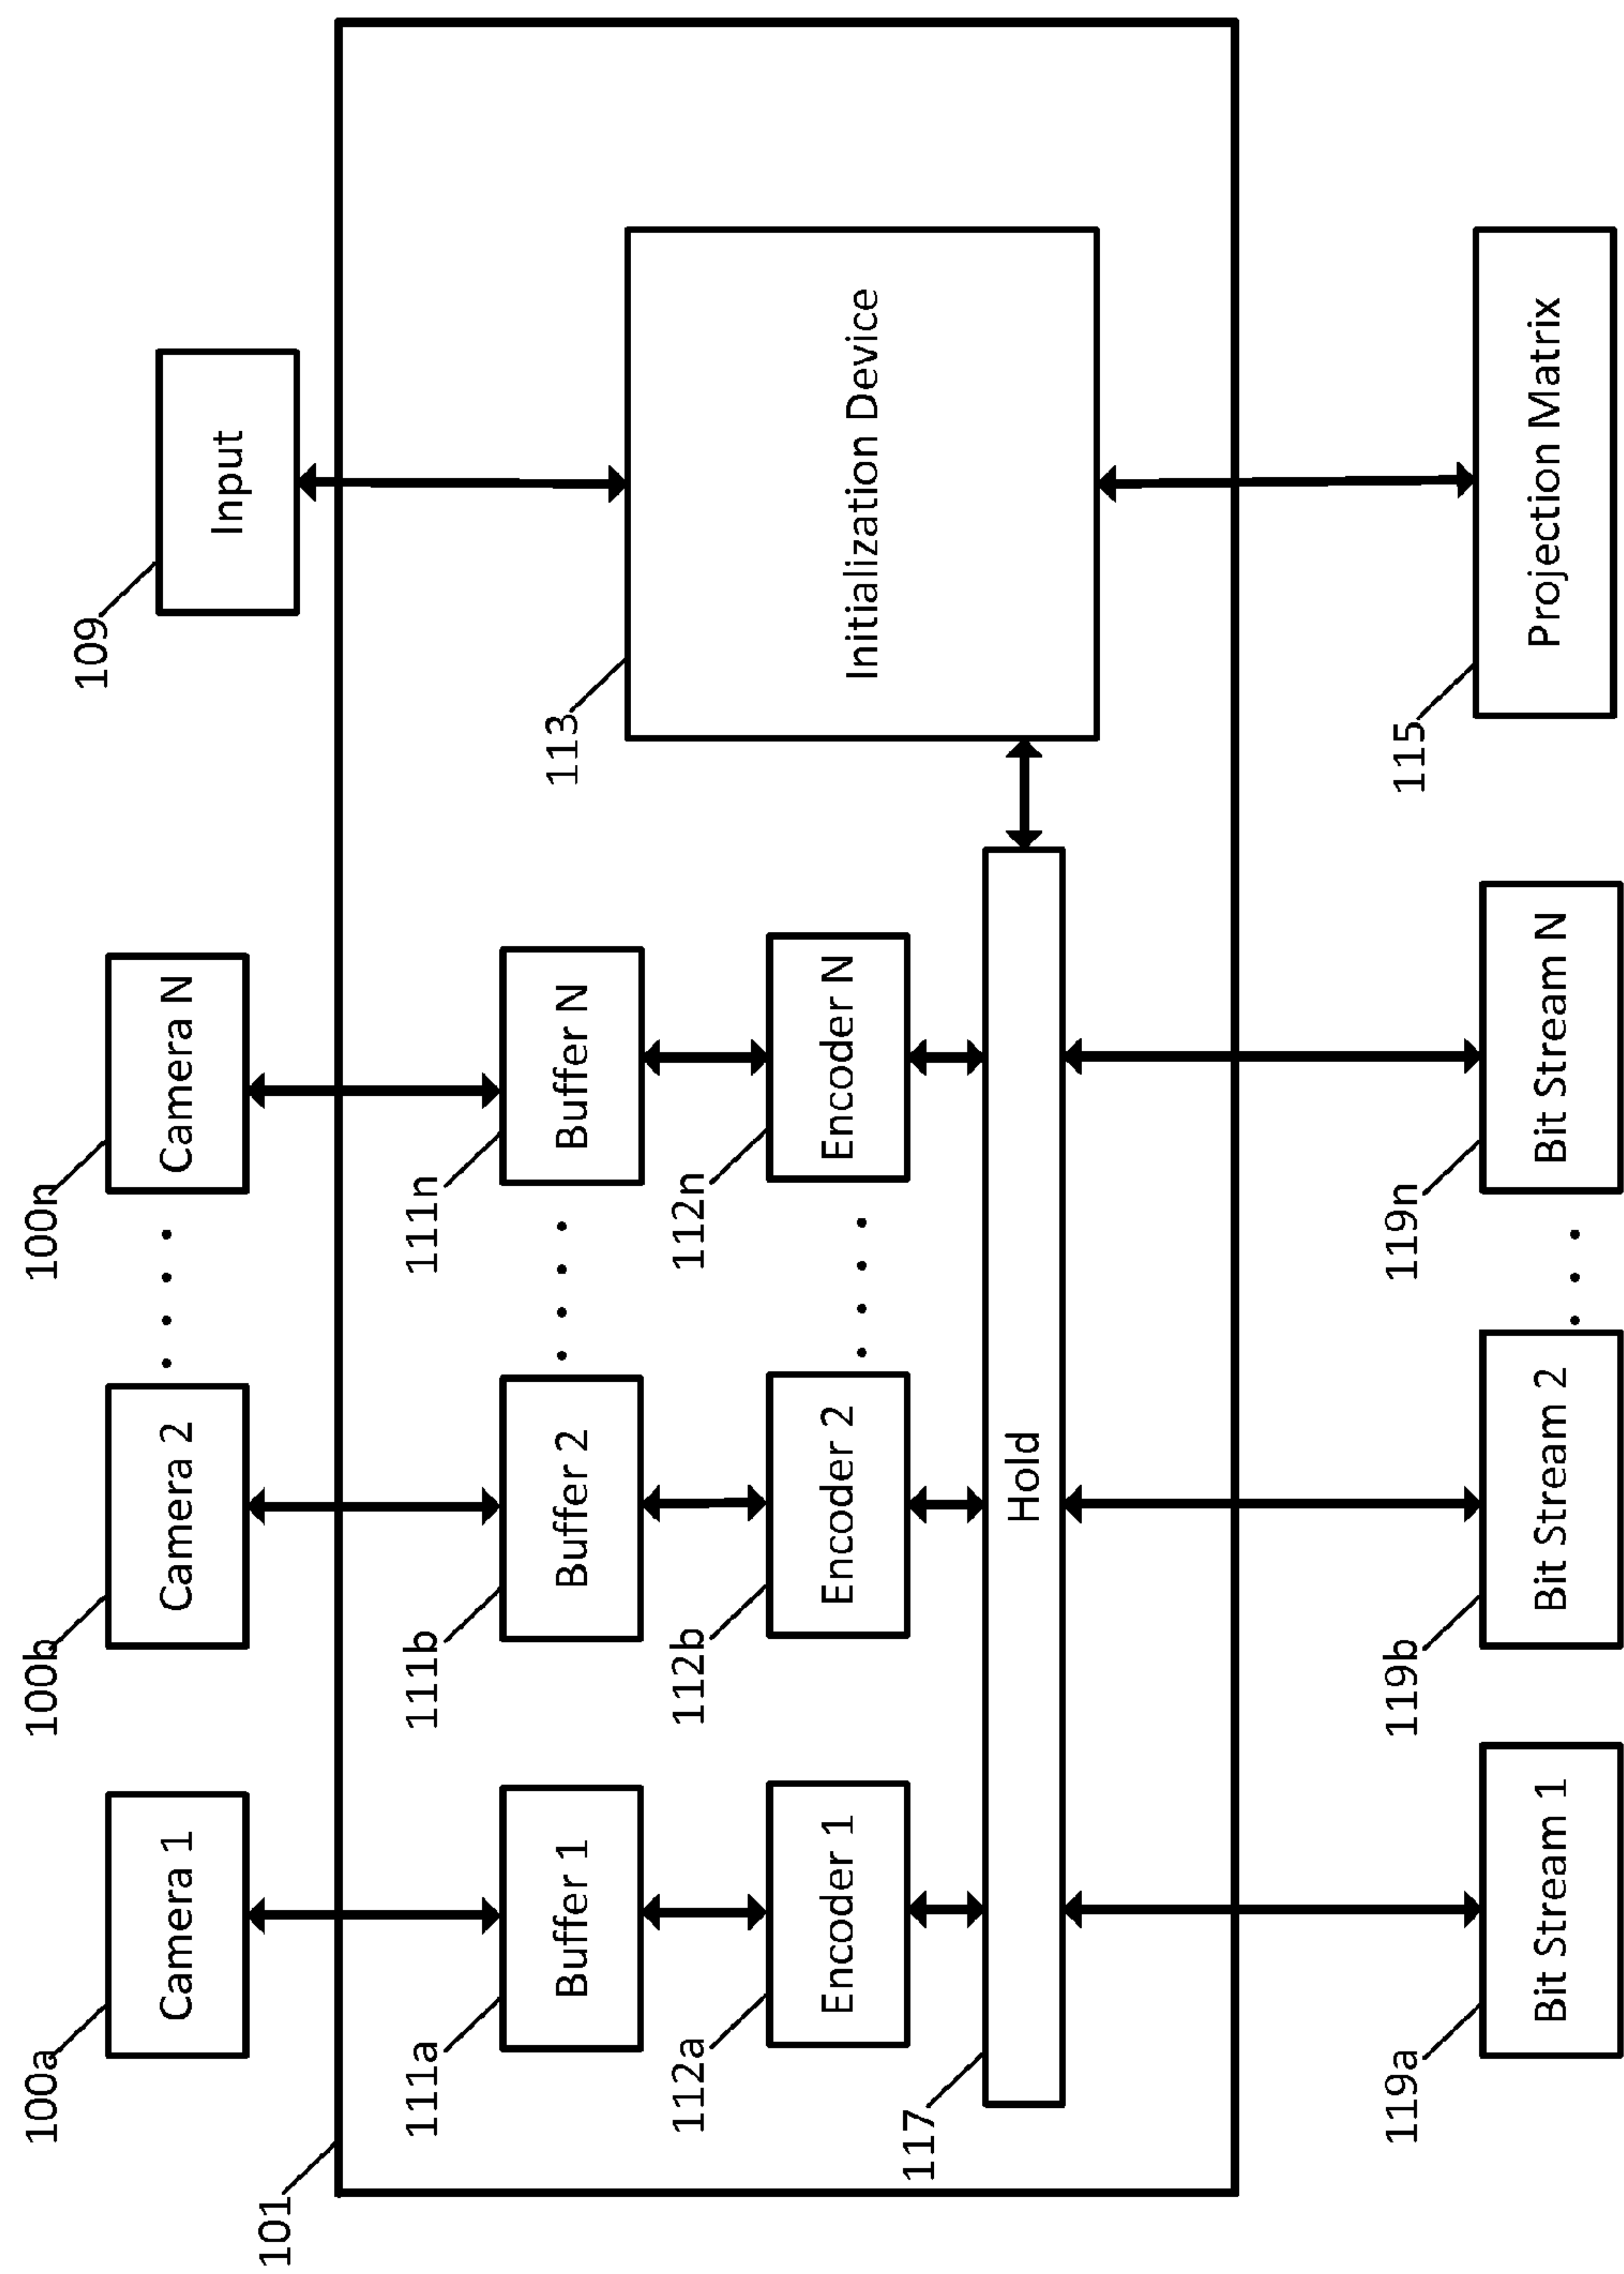 100a
100b
100n
109
Camera 1
Camera 2
Camera N
Input
101
111a
111b
111n
113
Buffer 1
Buffer 2
Buffer N
Initialization Device
112a
112b
112n
Encoder 1
Encoder 2
Encoder N
117
Hold
119a
119b
119n
115
Bit Stream 1
Bit Stream 2
Bit Stream N
Projection Matrix